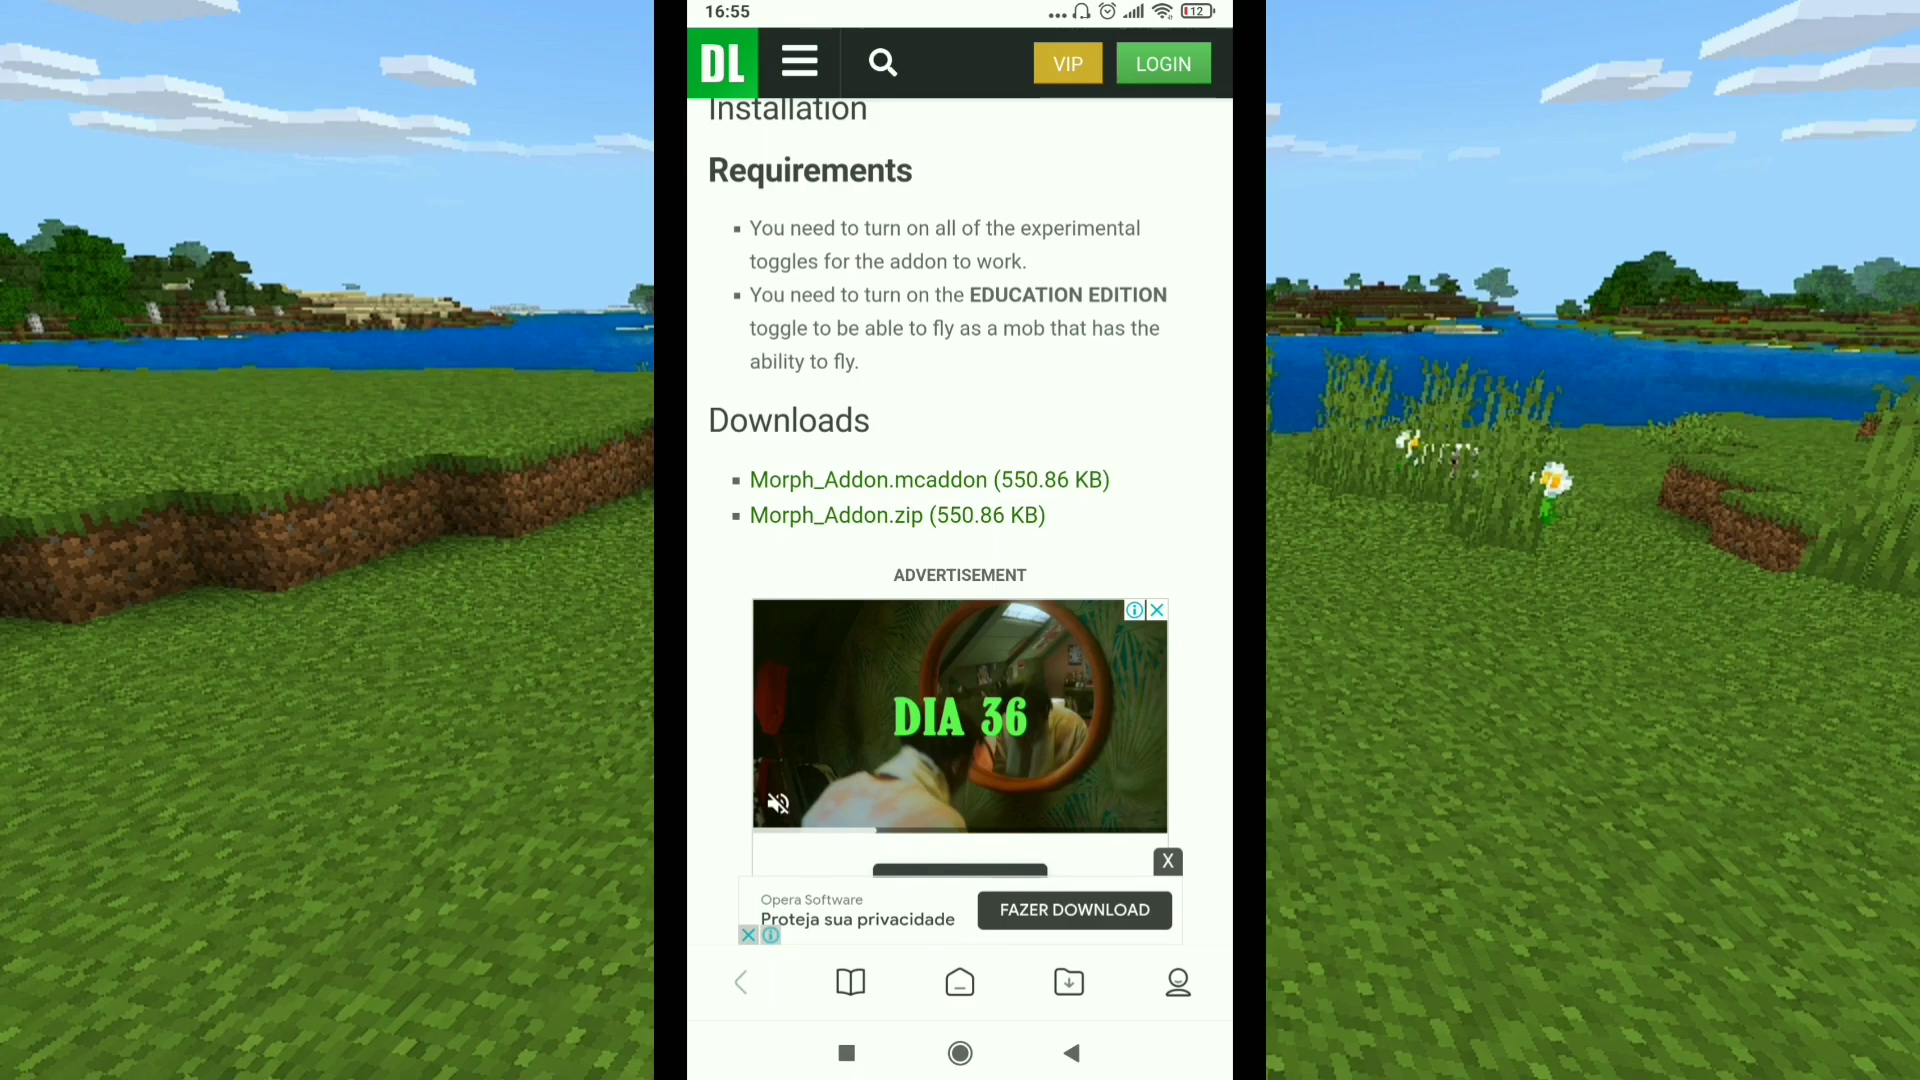 16:55
12
DL
VIP
LOGIN
Installation
Requirements
You need to turn on all of the experimental
toggles for the addon to work.
You need to turn on the EDUCATION EDITION
toggle to be able to fly as a mob that has the
ability to fly.
Downloads
Morph_Addon.mcaddon (550.86 KB)
Morph_Addon.zip (550.86 KB)
ADVERTISEMENT
DIA 36
X
Opera Software
Proteja sua privacidade
FAZER DOWNLOAD